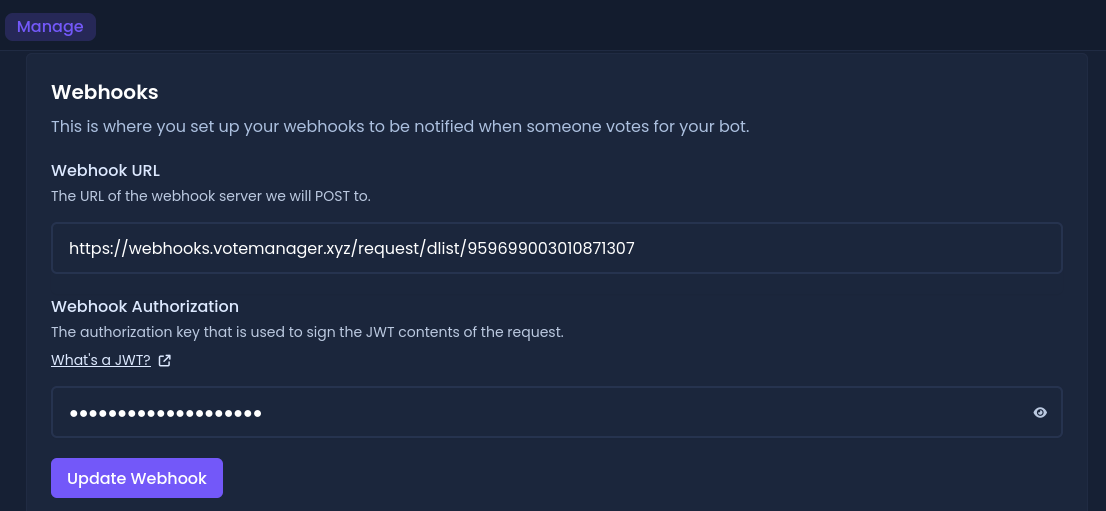 Manage
Webhooks
This is where you set up your webhooks to be notified when someone votes for your bot.
Webhook URL
The URL of the webhook server we will POST to.
https://webhooks.votemanager.xyz/request/dlist/959699003010871307
Webhook Authorization
The authorization key that is used to sign the JWT contents of the request.
What's a JWT?
••••••••••••••••••••
Update Webhook